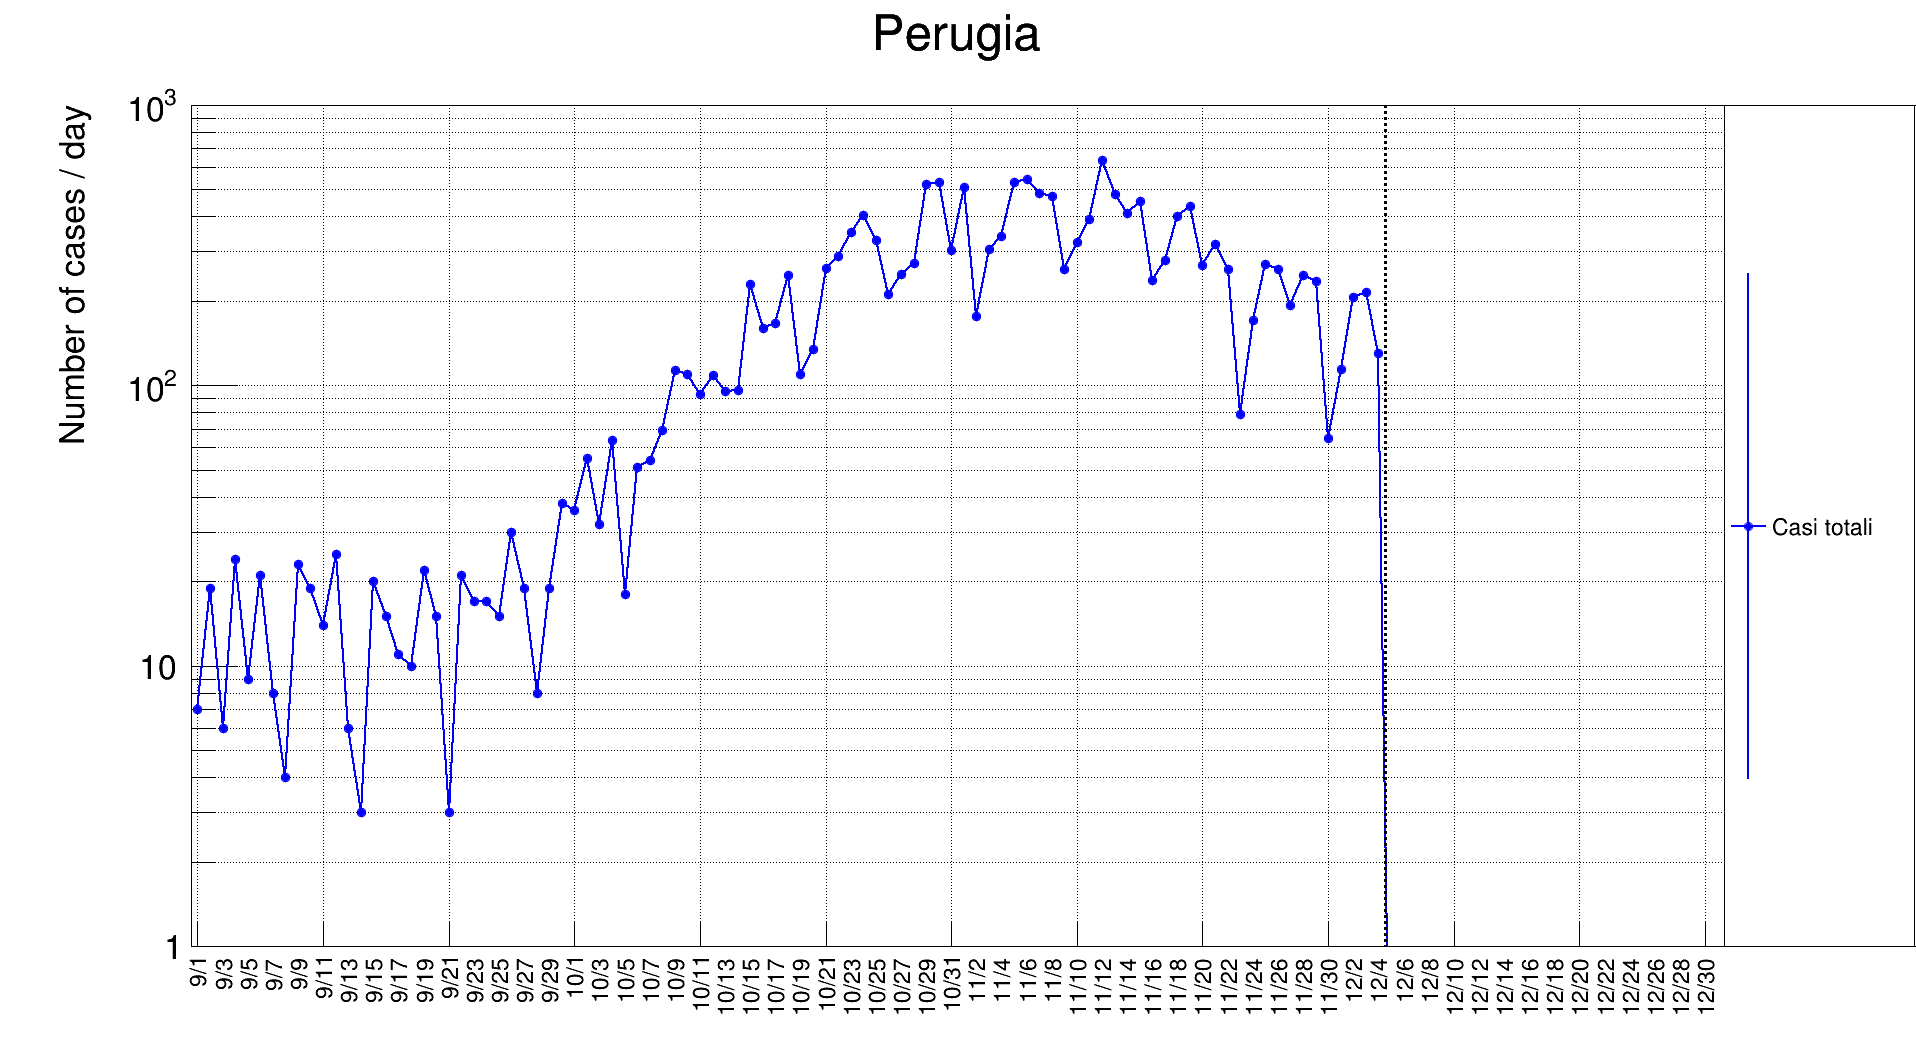 Perugia
Number of cases / day
10³
10²
10
1
9/1 9/3 9/5 9/7 9/9 9/11 9/13 9/15 9/17 9/19 9/21 9/23 9/25 9/27 9/29 10/1 10/3 10/5 10/7 10/9 10/11 10/13 10/15 10/17 10/19 10/21 10/23 10/25 10/27 10/29 10/31 11/2 11/4 11/6 11/8 11/10 11/12 11/14 11/16 11/18 11/20 11/22 11/24 11/26 11/28 11/30 12/2 12/4 12/6 12/8 12/10 12/12 12/14 12/16 12/18 12/20 12/22 12/24 12/26 12/28 12/30
Casi totali